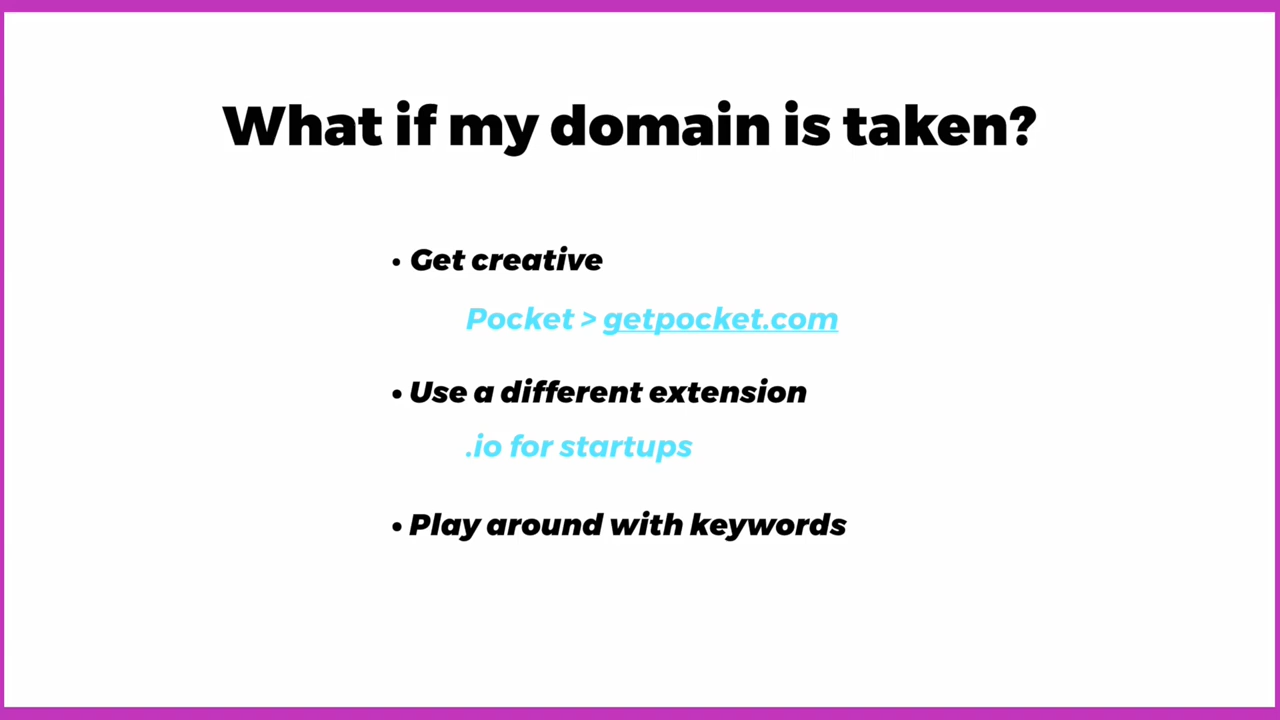 What if my domain is taken?
• Get creative
Pocket > getpocket.com
• Use a different extension
.io for startups
• Play around with keywords